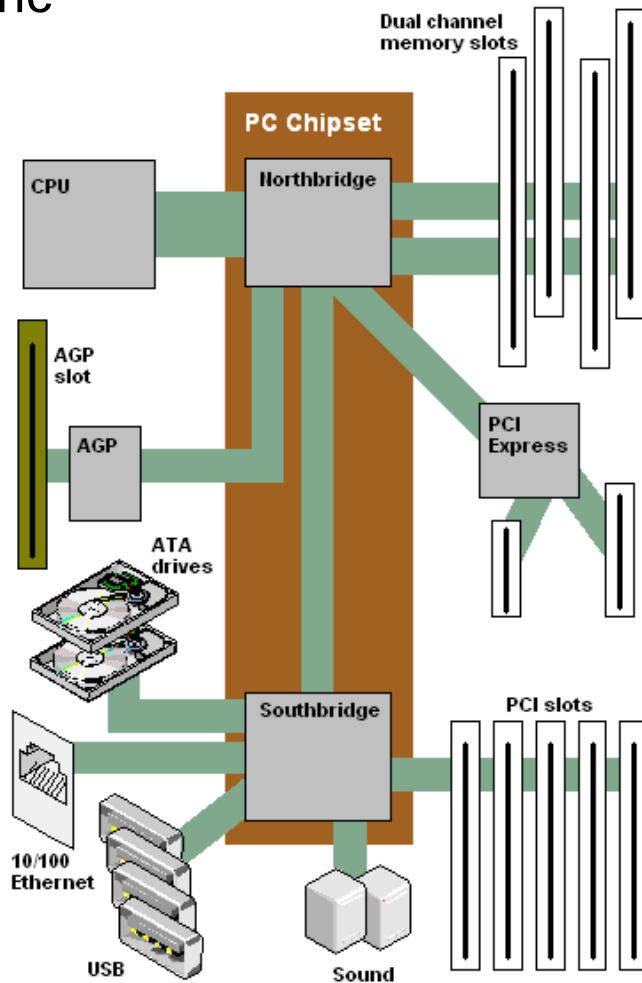 Dual channel
memory slots
PC Chipset
CPU
Northbridge
AGP
slot
AGP
PCI
Express
ATA
drives
Southbridge
PCI slots
10/100
Ethernet
USB
Sound